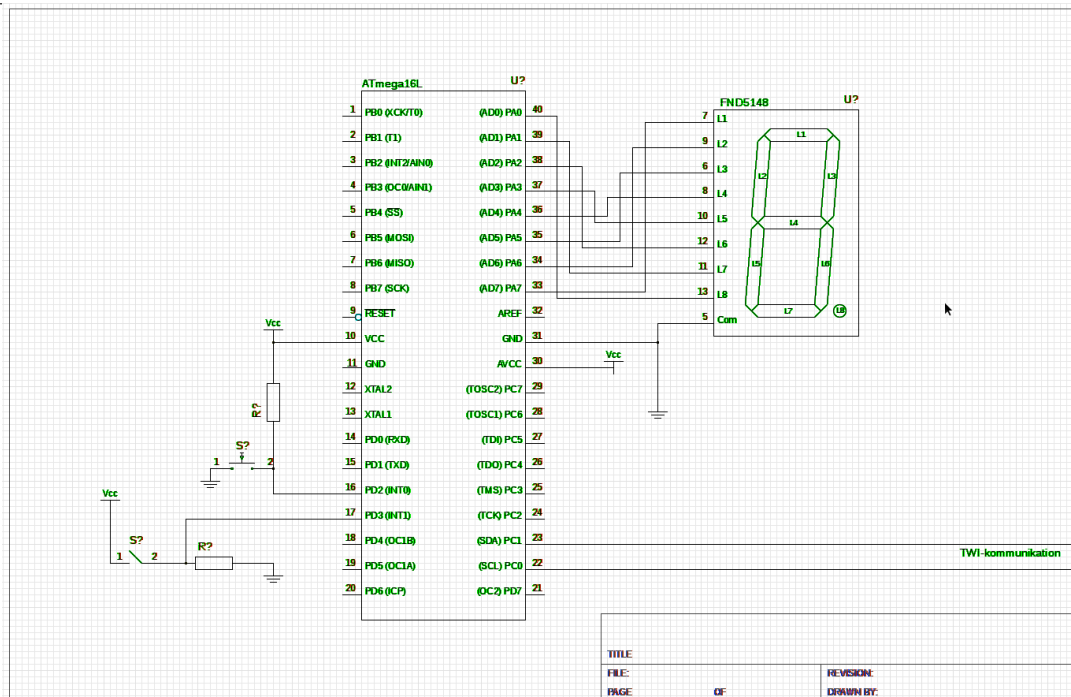 ATmega16L U?
1 PB0 (XCK/T0) (AD0) PA0 40
2 PB1 (T1) (AD1) PA1 39
3 PB2 (INT2/AIN0) (AD2) PA2 38
4 PB3 (OC0/AIN1) (AD3) PA3 37
5 PB4 (SS) (AD4) PA4 36
6 PB5 (MOSI) (AD5) PA5 35
7 PB6 (MISO) (AD6) PA6 34
8 PB7 (SCK) (AD7) PA7 33
9 RESET AREF 32
10 VCC GND 31
11 GND AVCC 30
12 XTAL2 (TOSC2) PC7 29
13 XTAL1 (TOSC1) PC6 28
14 PD0 (RXD) (TDI) PC5 27
15 PD1 (TXD) (TDO) PC4 26
16 PD2 (INT0) (TMS) PC3 25
17 PD3 (INT1) (TCK) PC2 24
18 PD4 (OC1B) (SDA) PC1 23
19 PD5 (OC1A) (SCL) PC0 22
20 PD6 (ICP) (OC2) PD7 21
FND5148 U?
7 L1
9 L2
6 L3
8 L4
10 L5
12 L6
11 L7
13 L8
5 Com
L1
L2 L3
L4
L5 L6
L7 L8
Vcc
Vcc
R?
S?
1 2
Vcc
S?
1 2
R?
TWI-kommunikation
TITLE
FILE: REVISION:
PAGE OF DRAWN BY: